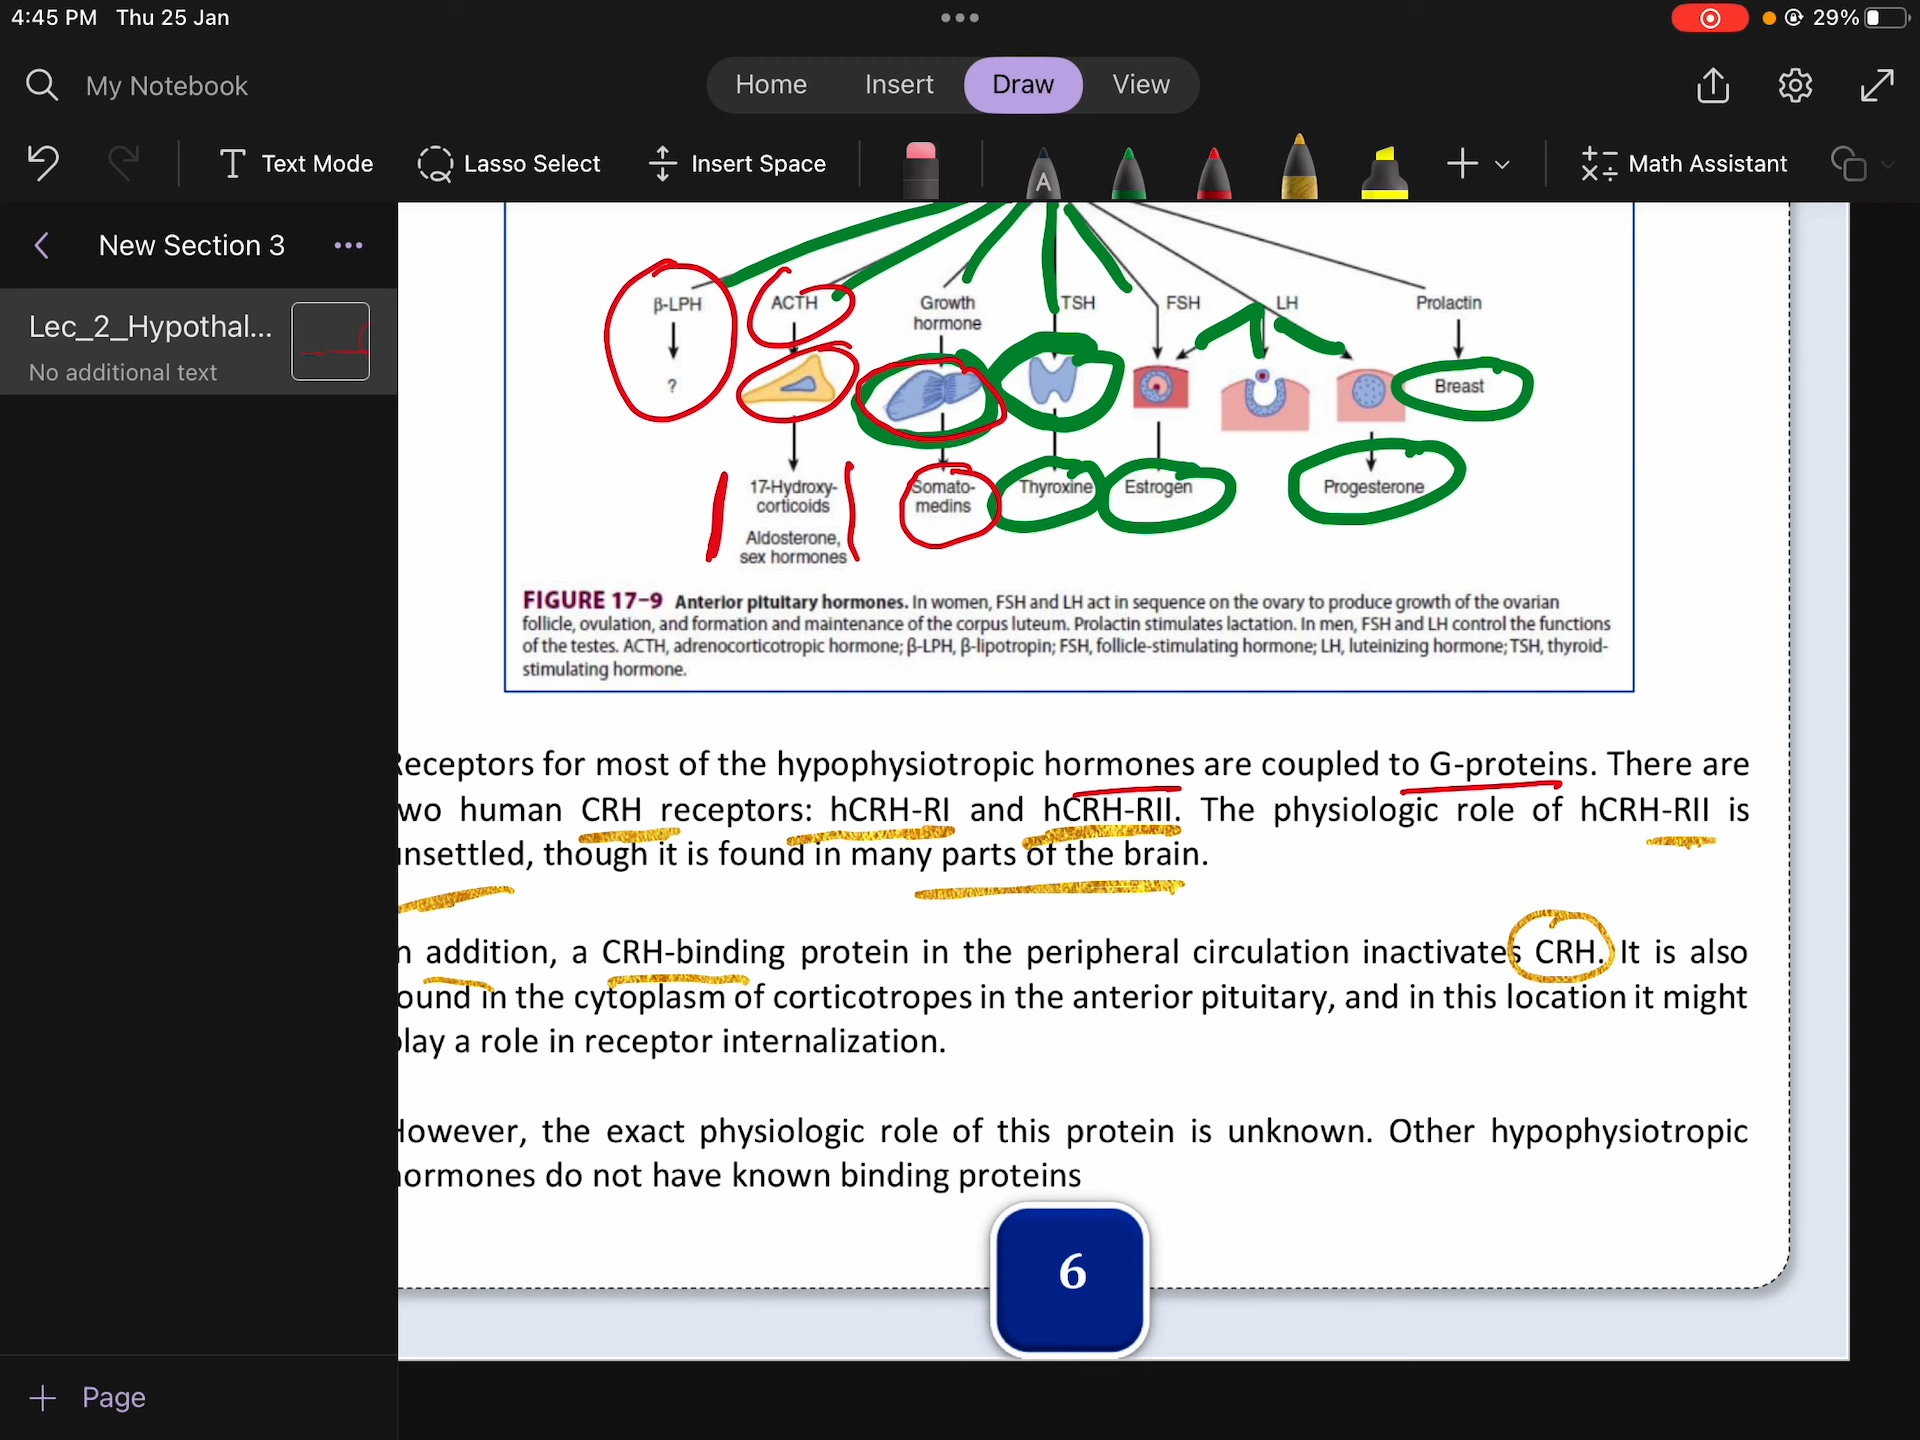 4:45 PM Thu 25 Jan
29%
My Notebook
Home Insert Draw View
Text Mode Lasso Select Insert Space A Math Assistant
New Section 3
Lec_2_Hypothal...
No additional text
β-LPH ACTH Growth hormone TSH FSH LH Prolactin
? Breast
17-Hydroxy-corticoids Somato-medins Thyroxine Estrogen Progesterone
Aldosterone,
sex hormones
FIGURE 17–9 Anterior pituitary hormones. In women, FSH and LH act in sequence on the ovary to produce growth of the ovarian
follicle, ovulation, and formation and maintenance of the corpus luteum. Prolactin stimulates lactation. In men, FSH and LH control the functions
of the testes. ACTH, adrenocorticotropic hormone; β-LPH, β-lipotropin; FSH, follicle-stimulating hormone; LH, luteinizing hormone; TSH, thyroid-
stimulating hormone.
Receptors for most of the hypophysiotropic hormones are coupled to G-proteins. There are
wo human CRH receptors: hCRH-RI and hCRH-RII. The physiologic role of hCRH-RII is
unsettled, though it is found in many parts of the brain.
n addition, a CRH-binding protein in the peripheral circulation inactivates CRH. It is also
ound in the cytoplasm of corticotropes in the anterior pituitary, and in this location it might
play a role in receptor internalization.
However, the exact physiologic role of this protein is unknown. Other hypophysiotropic
hormones do not have known binding proteins
6
Page